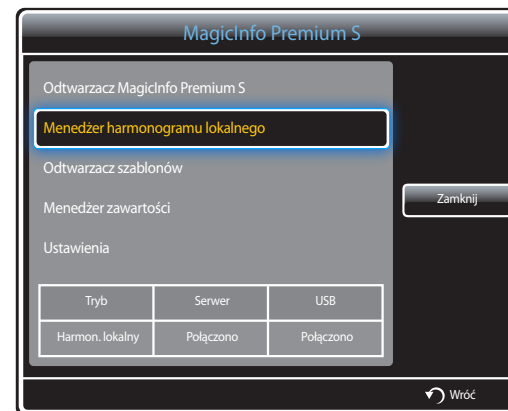 MagicInfo Premium S
Odtwarzacz MagicInfo Premium S
Menedżer harmonogramu lokalnego
Odtwarzacz szablonów
Menedżer zawartości
Zamknij
Ustawienia
Tryb Serwer USB
Harmon. lokalny Połączono Połączono
Wróć